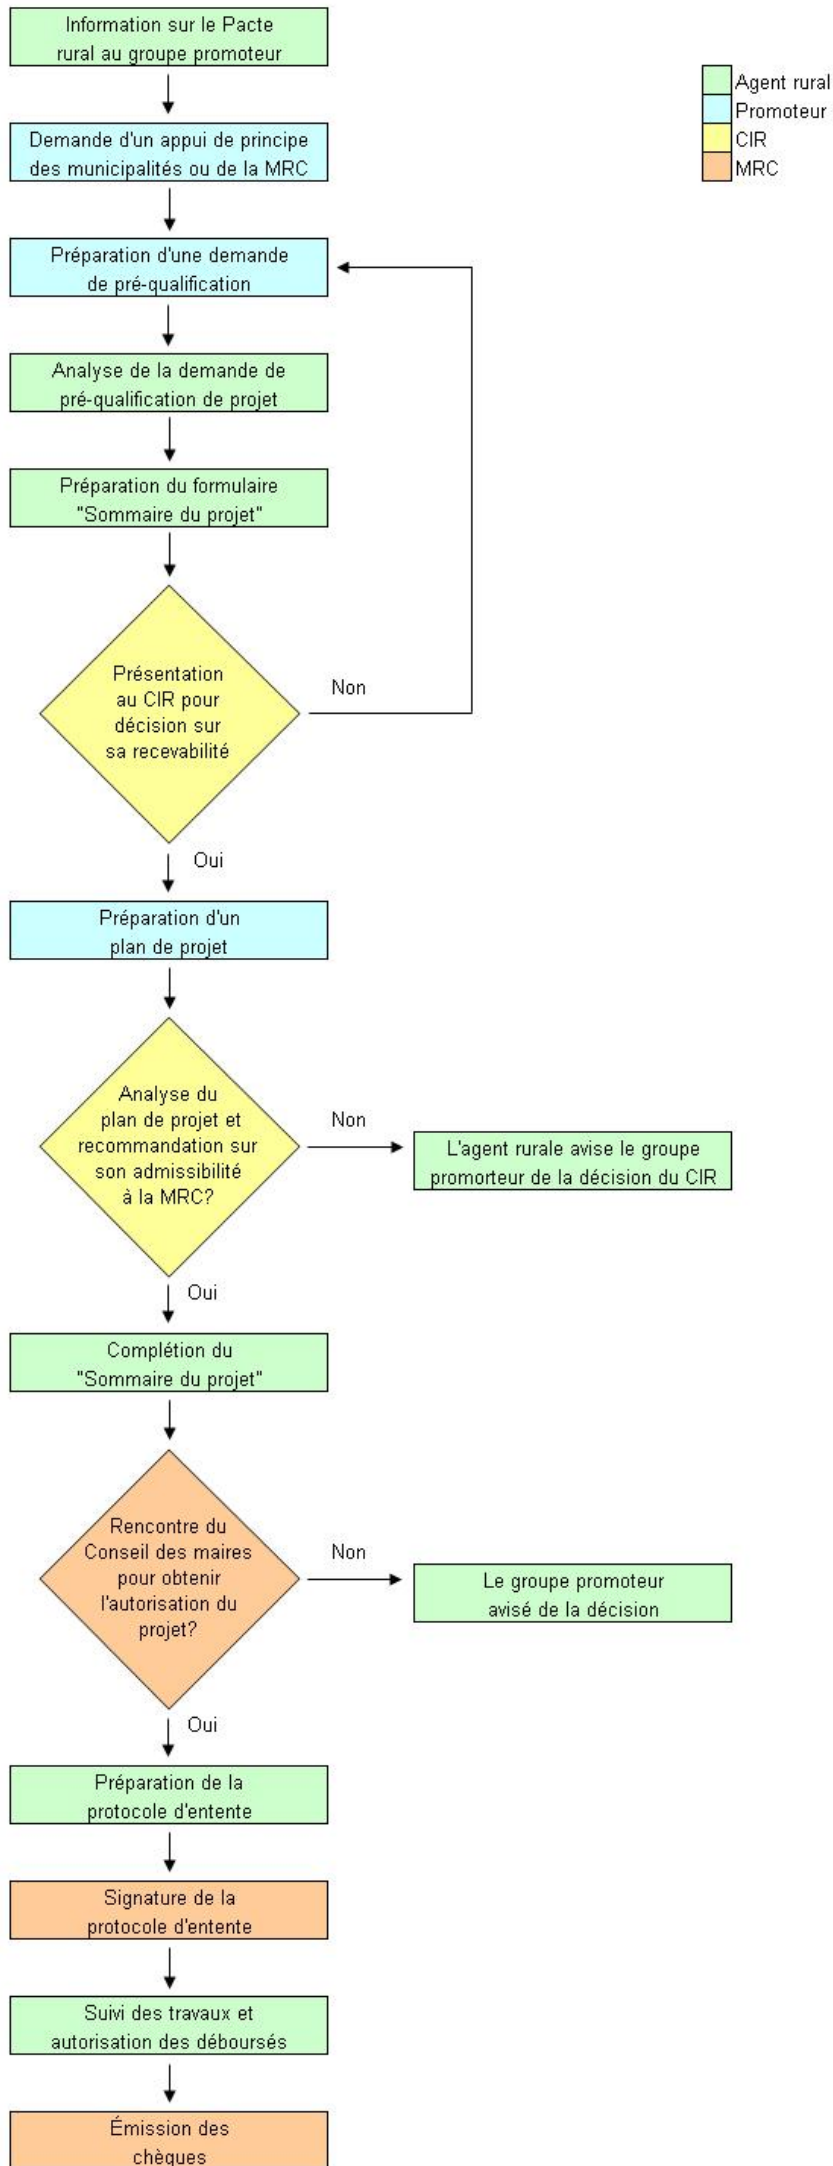 Information sur le Pacte
rural au groupe promoteur
Agent rural
Promoteur
CIR
MRC
Demande d'un appui de principe
des municipalités ou de la MRC
Préparation d'une demande
de pré-qualification
Analyse de la demande de
pré-qualification de projet
Préparation du formulaire
"Sommaire du projet"
Présentation
au CIR pour
décision sur
sa recevabilité
Non
Oui
Préparation d'un
plan de projet
Analyse du
plan de projet et
recommandation sur
son admissibilité
à la MRC?
Non
L'agent rurale avise le groupe
promorteur de la décision du CIR
Oui
Complétion du
"Sommaire du projet"
Rencontre du
Conseil des maires
pour obtenir
l'autorisation du
projet?
Non
Le groupe promoteur
avisé de la décision
Oui
Préparation de la
protocole d'entente
Signature de la
protocole d'entente
Suivi des travaux et
autorisation des déboursés
Émission des
chèques